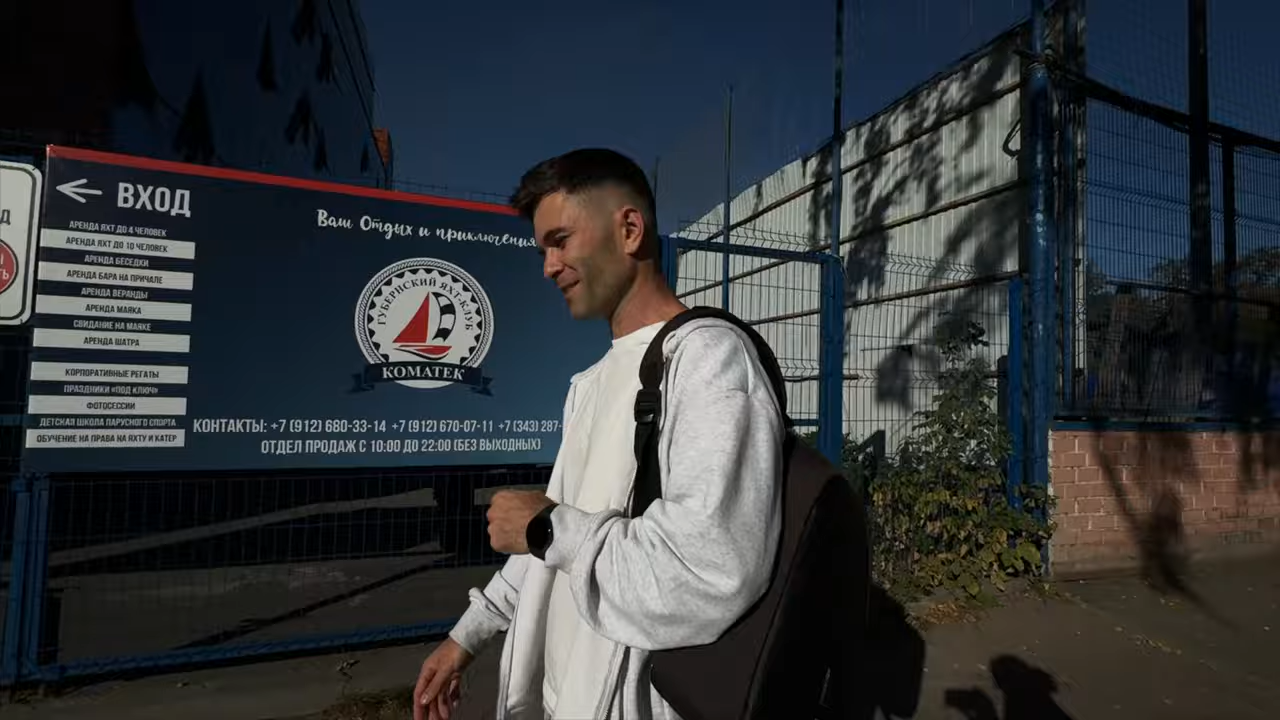 ВХОД
АРЕНДА ЯХТ ДО 4 ЧЕЛОВЕК
АРЕНДА ЯХТ ДО 10 ЧЕЛОВЕК
АРЕНДА БЕСЕДКИ
АРЕНДА БАРА НА ПРИЧАЛЕ
АРЕНДА ВЕРАНДЫ
АРЕНДА МАЯКА
СВИДАНИЕ НА МАЯКЕ
АРЕНДА ШАТРА
КОРПОРАТИВНЫЕ РЕГАТЫ
ПРАЗДНИКИ «ПОД КЛЮЧ»
ФОТОСЕССИИ
ДЕТСКАЯ ШКОЛА ПАРУСНОГО СПОРТА
ОБУЧЕНИЕ НА ПРАВА НА ЯХТУ И КАТЕР
Ваш Отдых и приключения
ГУБЕРНСКИЙ ЯХТ-КЛУБ
КОМАТЕК
КОНТАКТЫ: +7 (912) 680-33-14 +7 (912) 670-07-11 +7 (343) 287-
ОТДЕЛ ПРОДАЖ С 10:00 ДО 22:00 (БЕЗ ВЫХОДНЫХ)